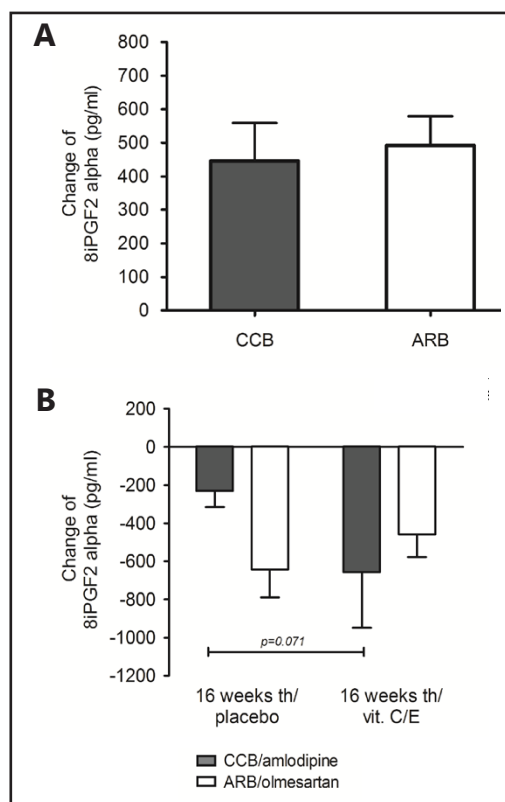 A
Change of
8iPGF2 alpha (pg/ml)
800
700
600
500
400
300
200
100
0
CCB
ARB
B
Change of
8iPGF2 alpha (pg/ml)
200
0
-200
-400
-600
-800
-1000
-1200
p=0.071
16 weeks th/ 16 weeks th/
placebo vit. C/E
CCB/amlodipine
ARB/olmesartan